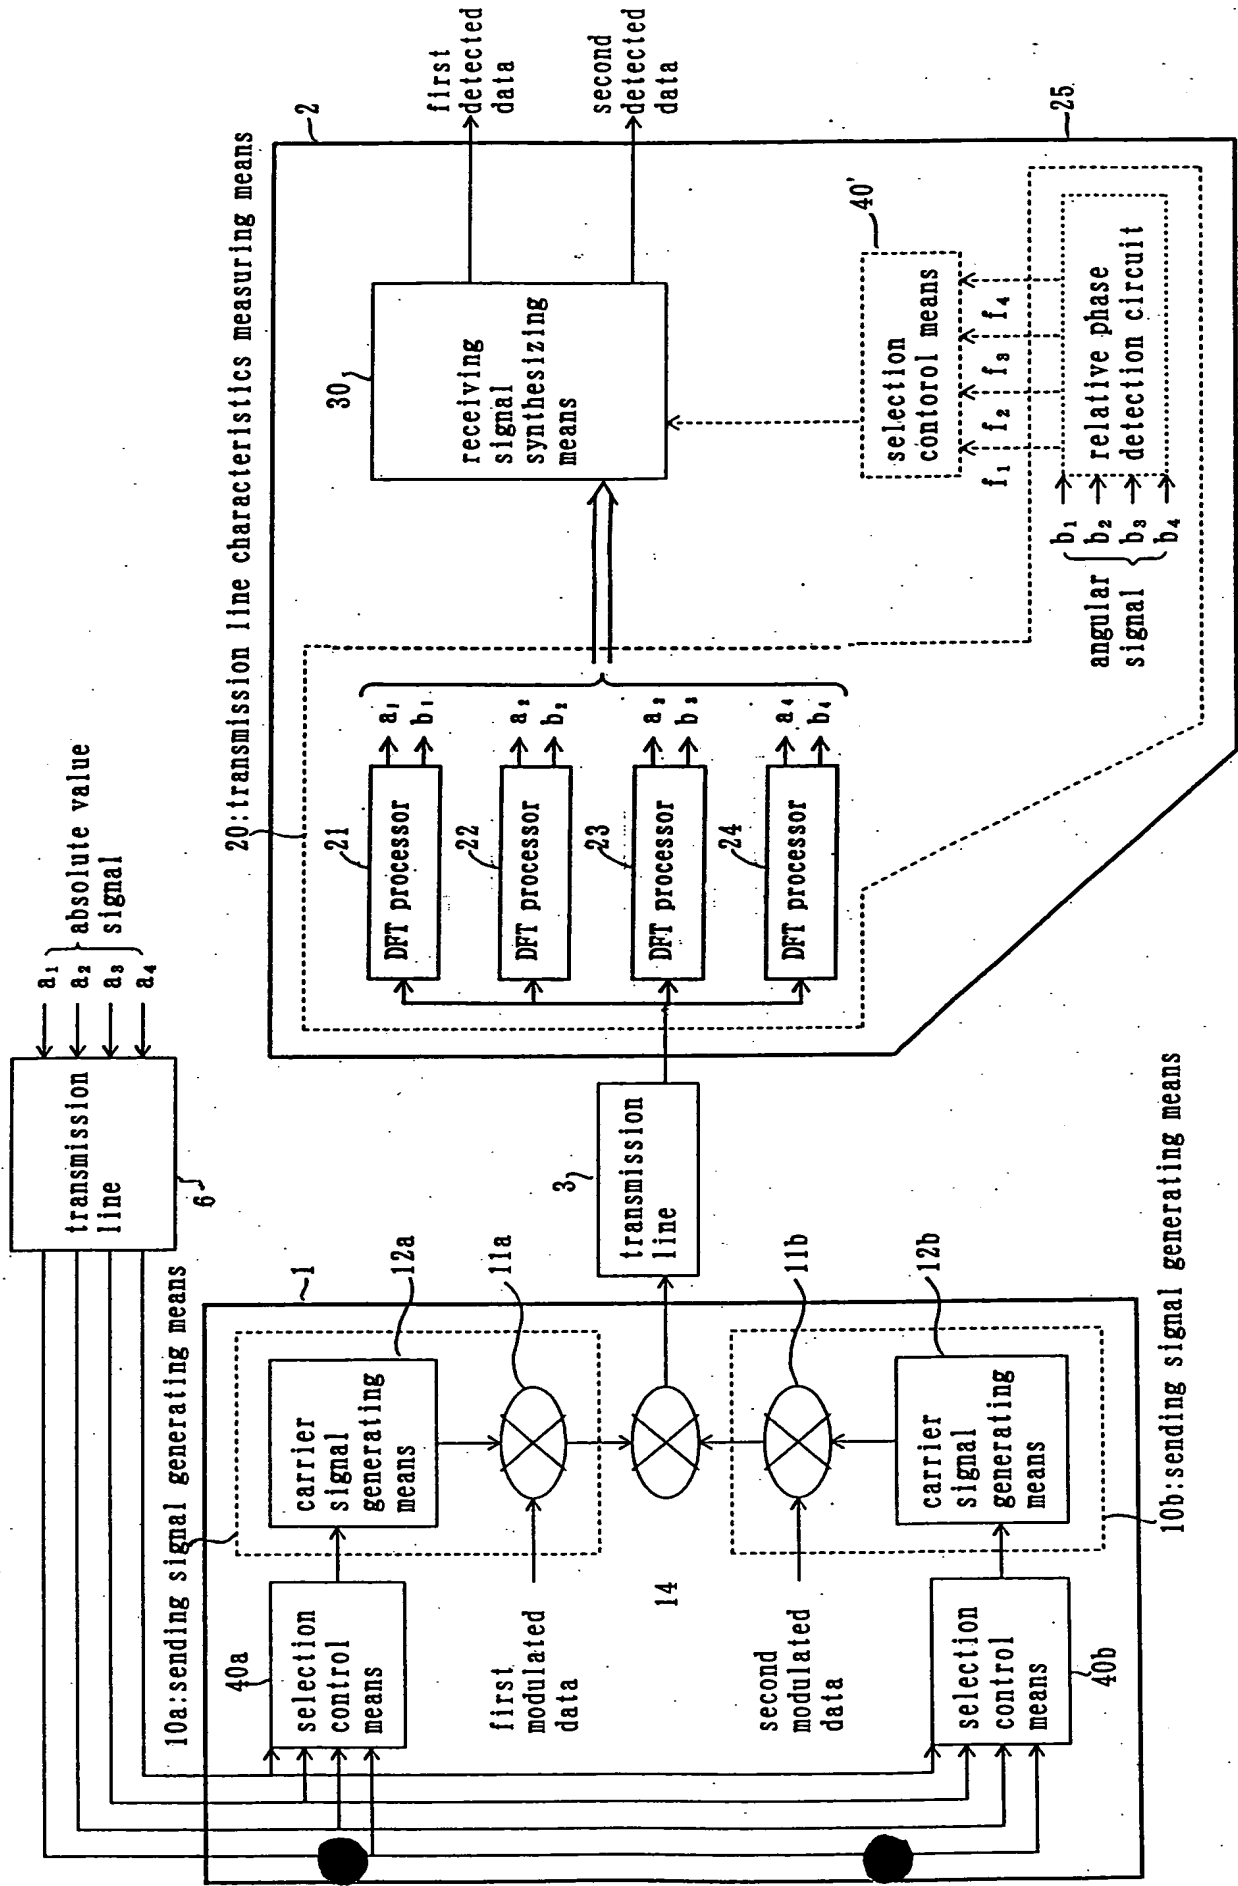 10a:sending signal generating means
40a
selection
control
means
carrier
signal
generating
means
12a
11a
1
first
modulated
data
14
second
modulated
data
selection
control
means
40b
carrier
signal
generating
means
12b
11b
10b:sending signal generating means
transmission
line
6
a1
a2
a3
a4
absolute value
signal
3
transmission
line
20:transmission line characteristics measuring means
2
21
DFT processor
a1
b1
22
DFT processor
a2
b2
23
DFT processor
a3
b3
24
DFT processor
a4
b4
30
receiving
signal
synthesizing
means
first
detected
data
second
detected
data
40'
selection
contorol means
f1 f2 f3 f4
angular
signal
b1
b2
b3
b4
relative phase
detection circuit
25